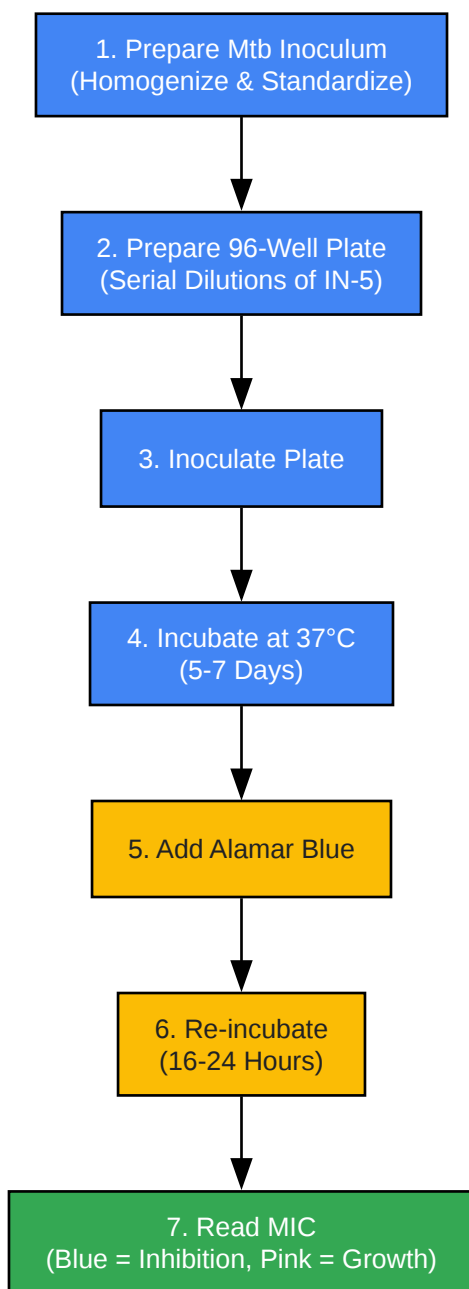 1. Prepare Mtb Inoculum
(Homogenize & Standardize)
2. Prepare 96-Well Plate
(Serial Dilutions of IN-5)
3. Inoculate Plate
4. Incubate at 37°C
(5-7 Days)
5. Add Alamar Blue
6. Re-incubate
(16-24 Hours)
7. Read MIC
(Blue = Inhibition, Pink = Growth)